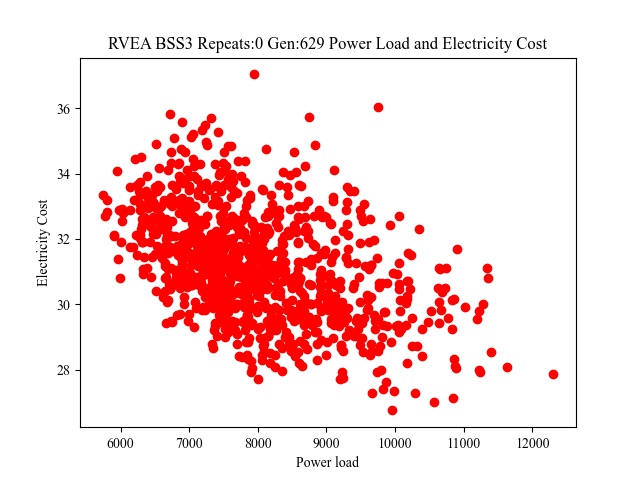 RVEA BSS3 Repeats:0 Gen:629 Power Load and Electricity Cost
Electricity Cost
36
34
32
30
28
6000 7000 8000 9000 10000 11000 12000
Power load